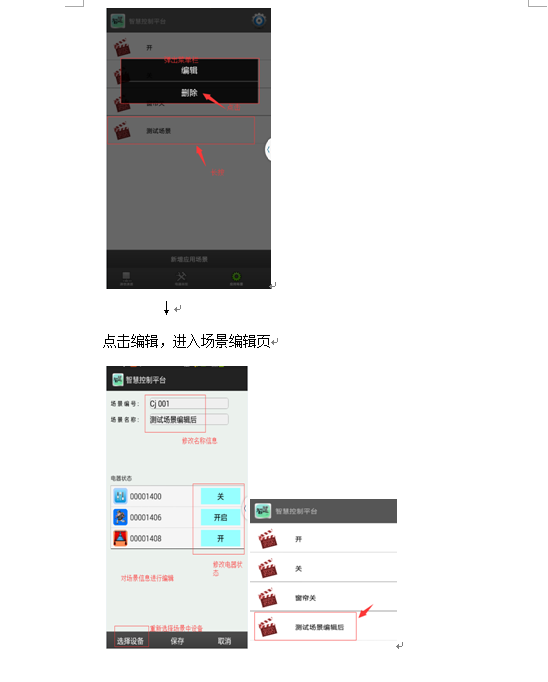 智慧控制平台
开
弹出菜单栏
编辑
删除
窗帘关
测试场景
长按
新增应用场景
点击编辑，进入场景编辑页
智慧控制平台
场景编号：
Cj 001
场景名称：
测试场景编辑后
修改名称信息
电器状态
00001400
关
00001406
开启
00001408
开
修改电器状
态
对场景信息进行编辑
重新选择场景中设备
选择设备
保存
取消
智慧控制平台
开
关
窗帘关
测试场景编辑后